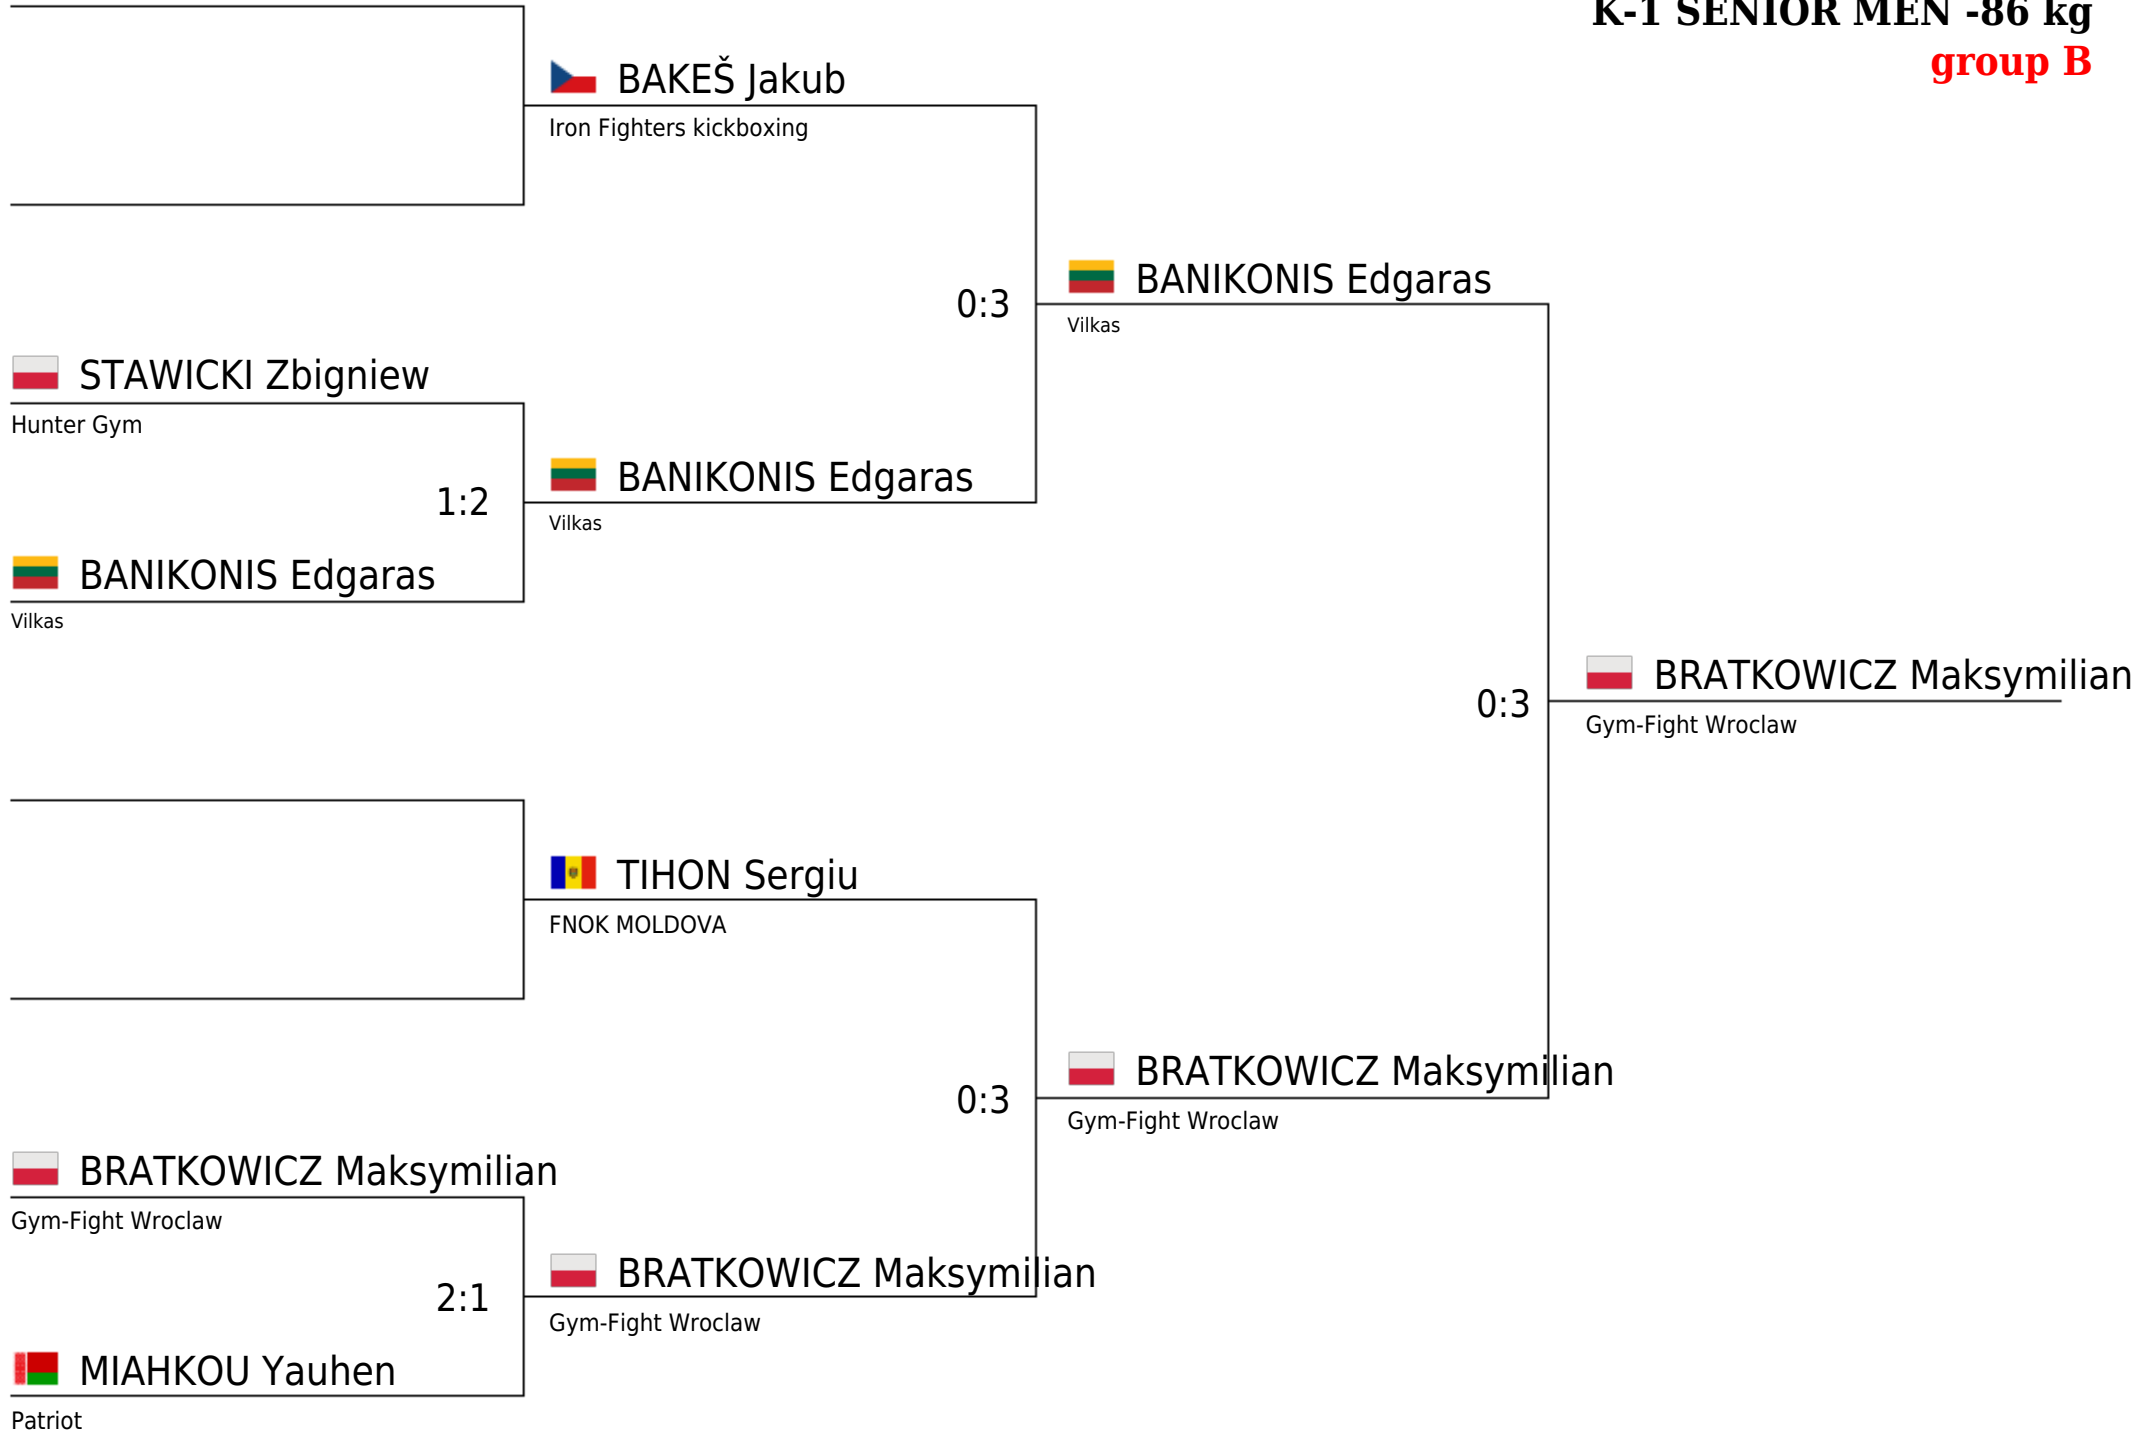 K-1 SENIOR MEN -86 kg
group B
BAKEŠ Jakub
Iron Fighters kickboxing
0:3
BANIKONIS Edgaras
Vilkas
STAWICKI Zbigniew
Hunter Gym
1:2
BANIKONIS Edgaras
Vilkas
BANIKONIS Edgaras
Vilkas
0:3
BRATKOWICZ Maksymilian
Gym-Fight Wroclaw
TIHON Sergiu
FNOK MOLDOVA
0:3
BRATKOWICZ Maksymilian
Gym-Fight Wroclaw
BRATKOWICZ Maksymilian
Gym-Fight Wroclaw
2:1
BRATKOWICZ Maksymilian
Gym-Fight Wroclaw
MIAHKOU Yauhen
Patriot